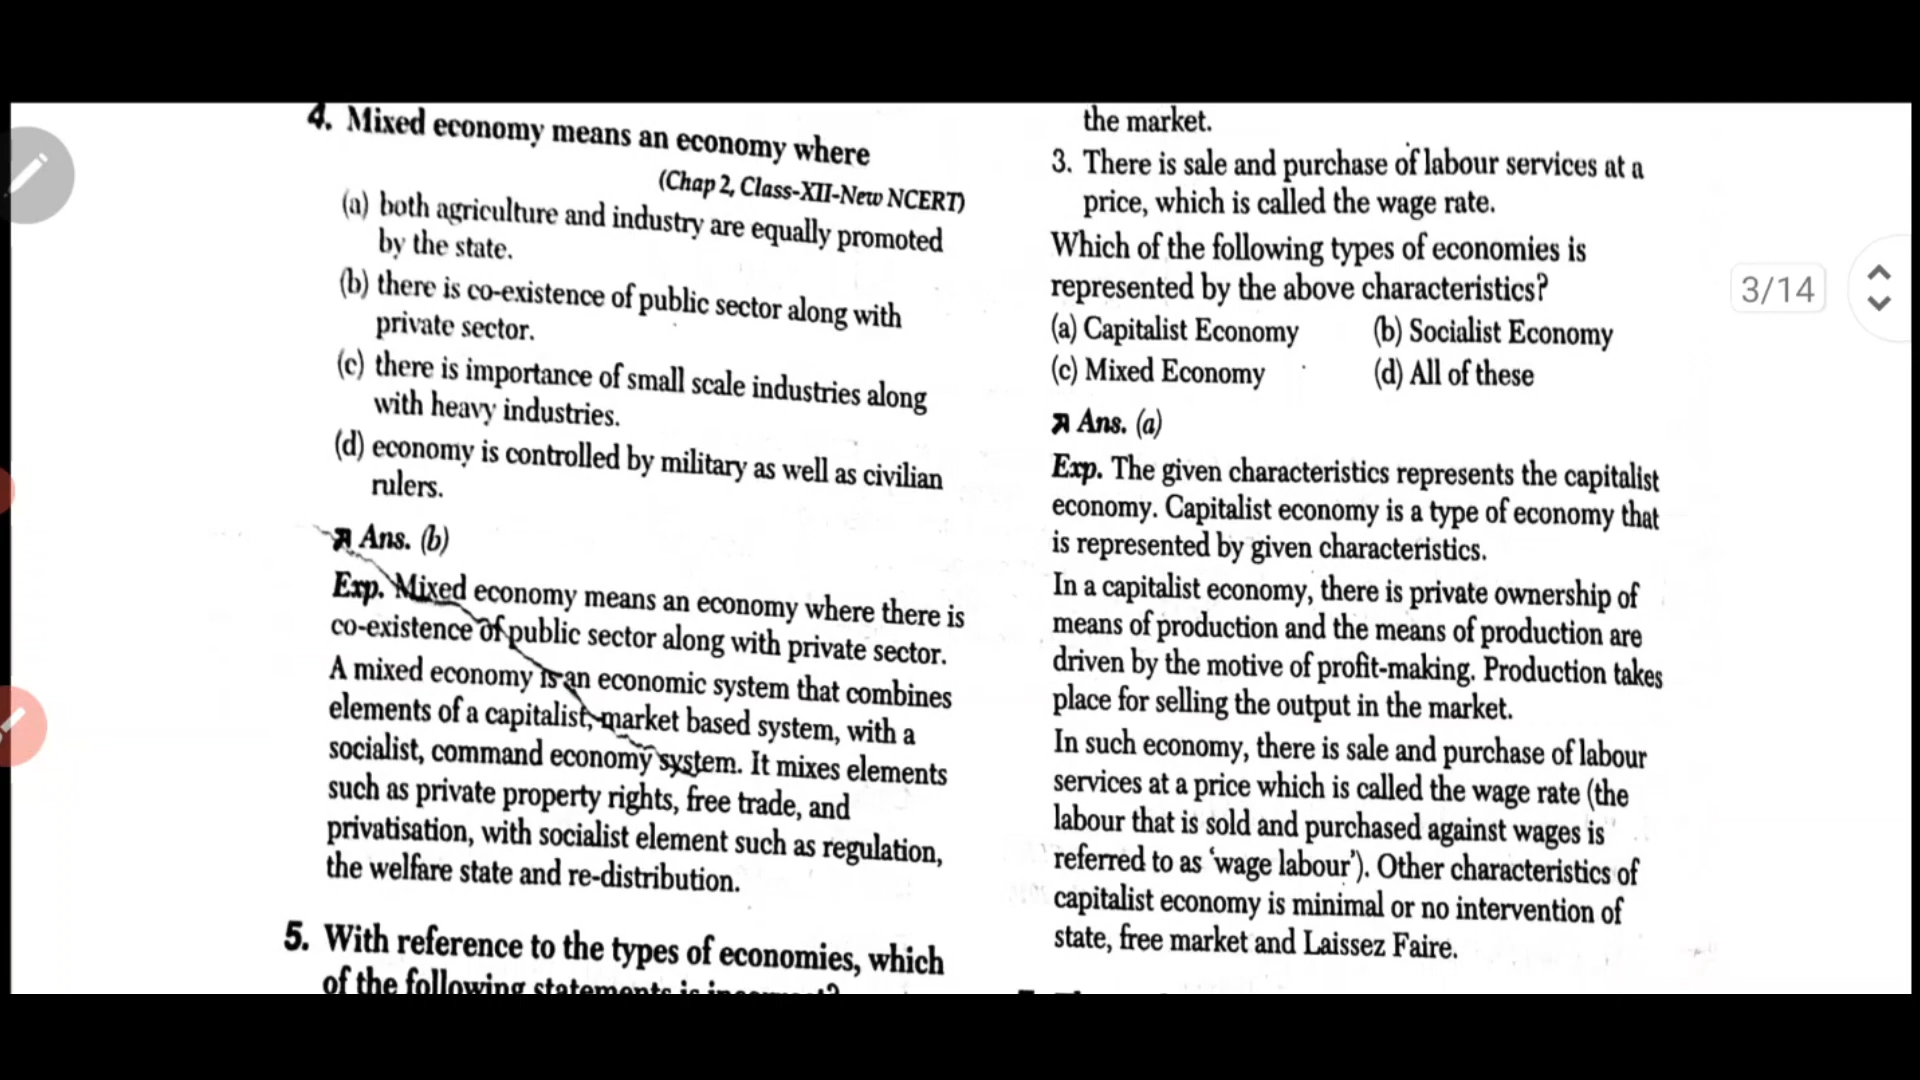 4. Mixed economy means an economy where
(Chap 2, Class-XII-New NCERT)
(a) both agriculture and industry are equally promoted
by the state.
(b) there is co-existence of public sector along with
private sector.
(c) there is importance of small scale industries along
with heavy industries.
(d) economy is controlled by military as well as civilian
rulers.
Ans. (b)
Exp. Mixed economy means an economy where there is
co-existence of public sector along with private sector.
A mixed economy is an economic system that combines
elements of a capitalist, market based system, with a
socialist, command economy system. It mixes elements
such as private property rights, free trade, and
privatisation, with socialist element such as regulation,
the welfare state and re-distribution.
5. With reference to the types of economies, which
of the following statements is
the market.
3. There is sale and purchase of labour services at a
price, which is called the wage rate.
Which of the following types of economies is
represented by the above characteristics?
(a) Capitalist Economy (b) Socialist Economy
(c) Mixed Economy (d) All of these
Ans. (a)
Exp. The given characteristics represents the capitalist
economy. Capitalist economy is a type of economy that
is represented by given characteristics.
In a capitalist economy, there is private ownership of
means of production and the means of production are
driven by the motive of profit-making. Production takes
place for selling the output in the market.
In such economy, there is sale and purchase of labour
services at a price which is called the wage rate (the
labour that is sold and purchased against wages is
referred to as 'wage labour'). Other characteristics of
capitalist economy is minimal or no intervention of
state, free market and Laissez Faire.
3/14